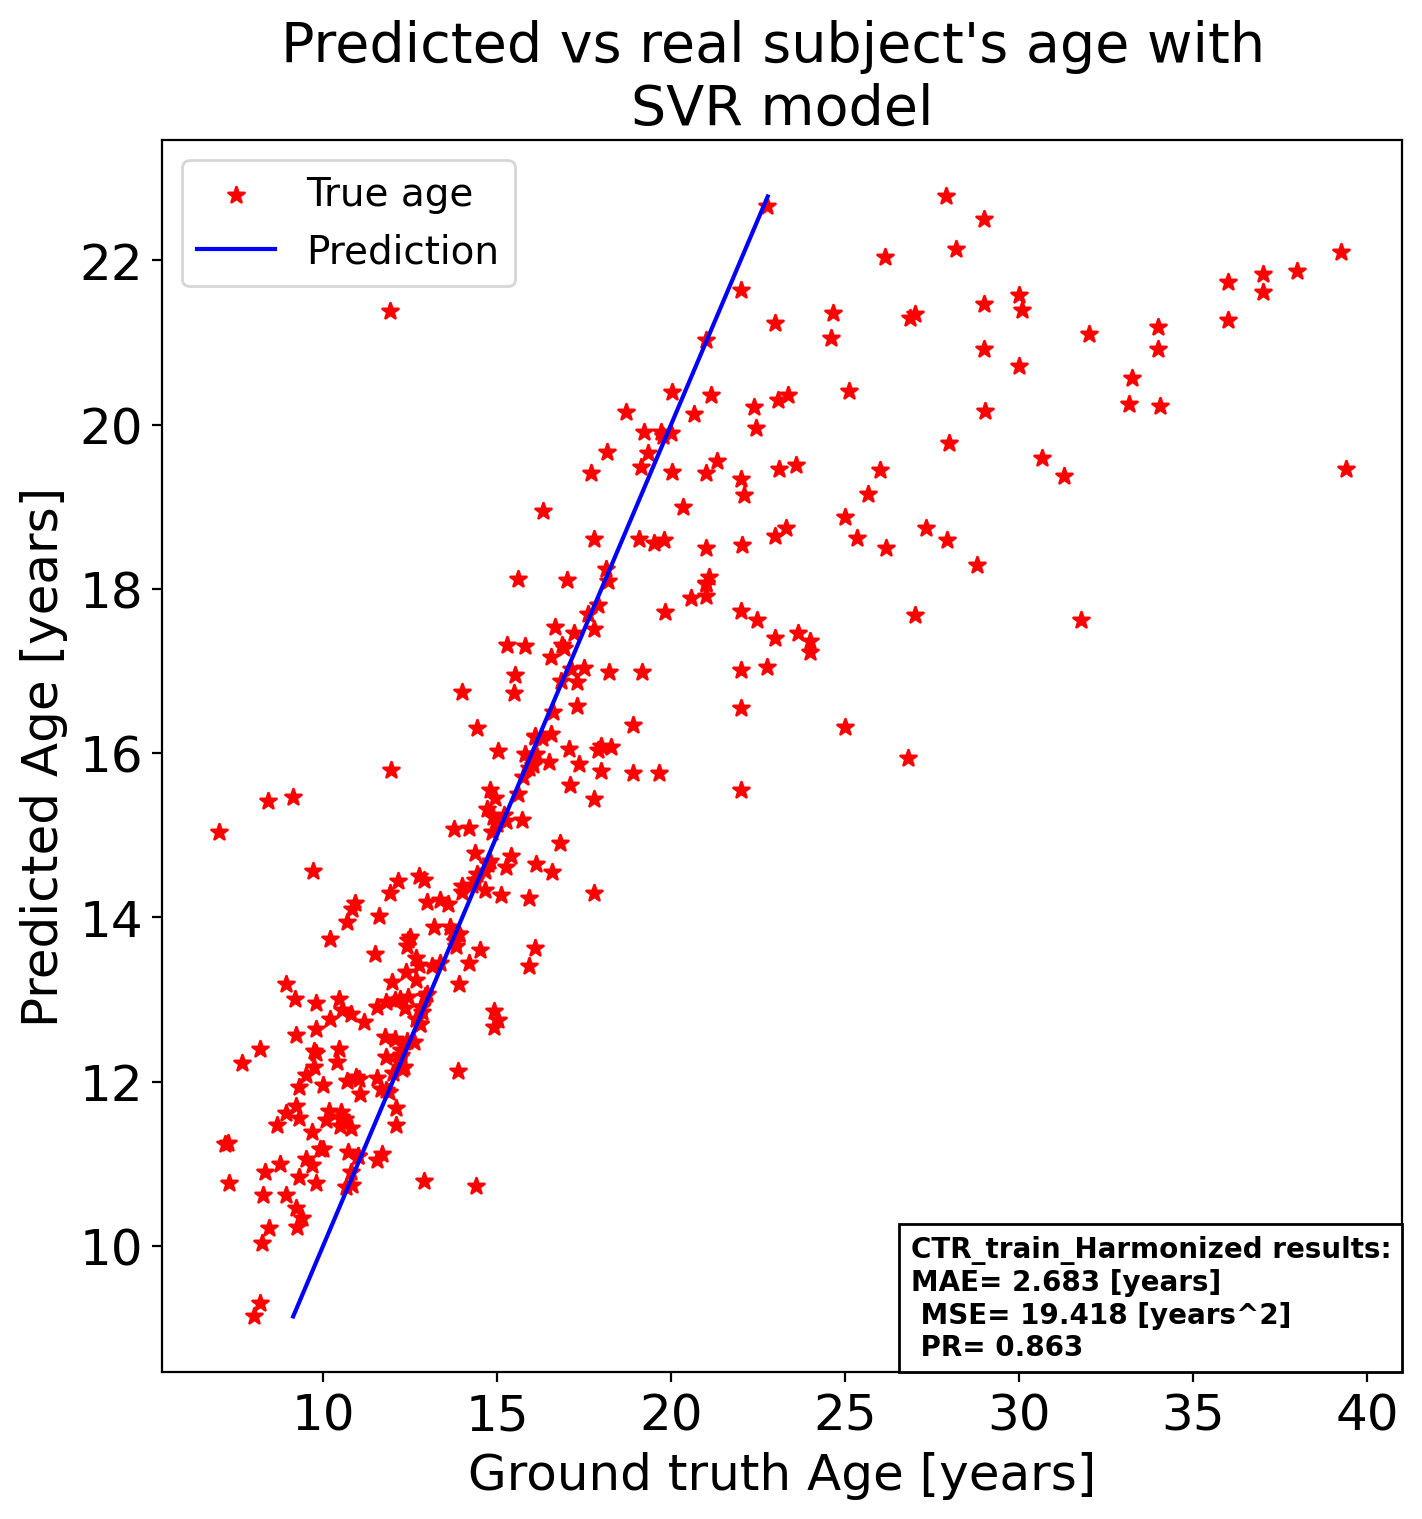 Predicted vs real subject's age with
SVR model
True age
Prediction
22
20
18
16
14
12
10
Predicted Age [years]
CTR_train_Harmonized results:
MAE= 2.683 [years]
MSE= 19.418 [years^2]
PR= 0.863
10 15 20 25 30 35 40
Ground truth Age [years]